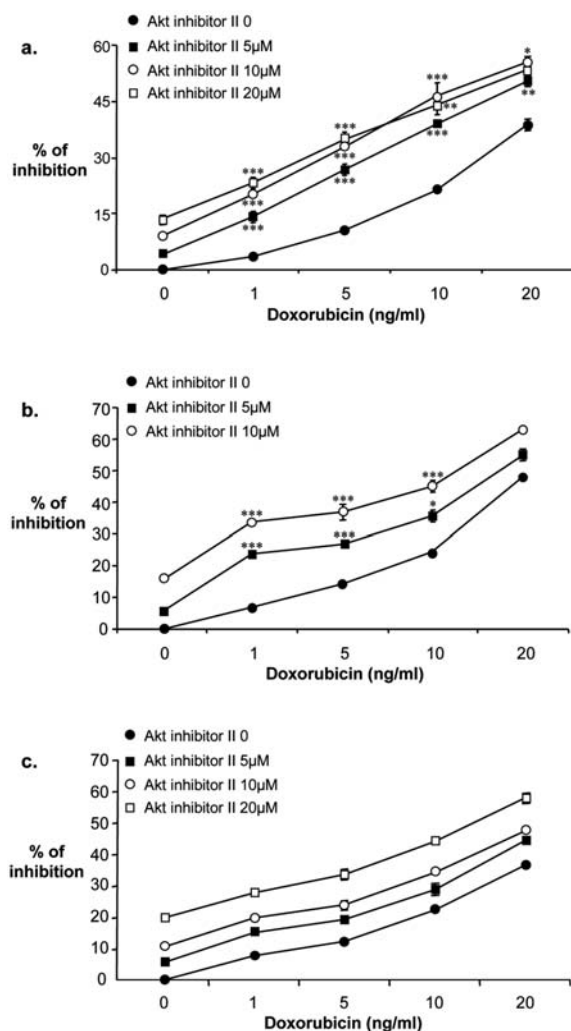 a.
Akt inhibitor II 0
Akt inhibitor II 5µM
Akt inhibitor II 10µM
Akt inhibitor II 20µM
60
45
30
15
0
% of
inhibition
***
***
***
***
***
***
***
**
***
*
**
0 1 5 10 20
Doxorubicin (ng/ml)
b.
Akt inhibitor II 0
Akt inhibitor II 5µM
Akt inhibitor II 10µM
70
60
50
40
30
20
10
0
% of
inhibition
***
***
***
***
***
*
0 1 5 10 20
Doxorubicin (ng/ml)
c.
Akt inhibitor II 0
Akt inhibitor II 5µM
Akt inhibitor II 10µM
Akt inhibitor II 20µM
70
60
50
40
30
20
10
0
% of
inhibition
0 1 5 10 20
Doxorubicin (ng/ml)